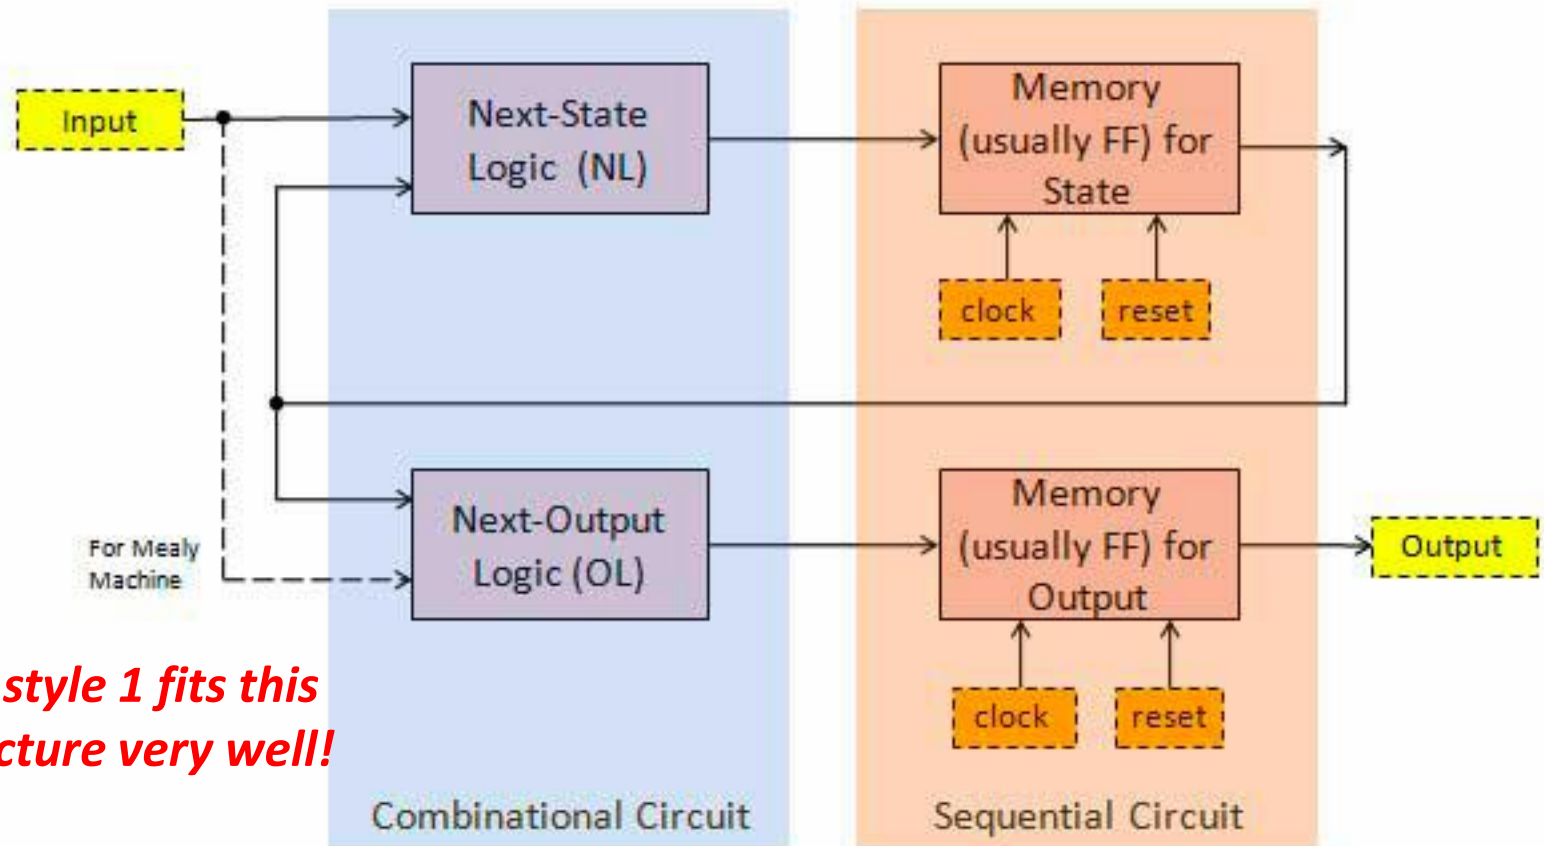 Input
Next-State
Logic (NL)
Memory
(usually FF) for
State
clock
reset
For Mealy
Machine
Next-Output
Logic (OL)
Memory
(usually FF) for
Output
Output
clock
reset
style 1 fits this
cture very well!
Combinational Circuit
Sequential Circuit